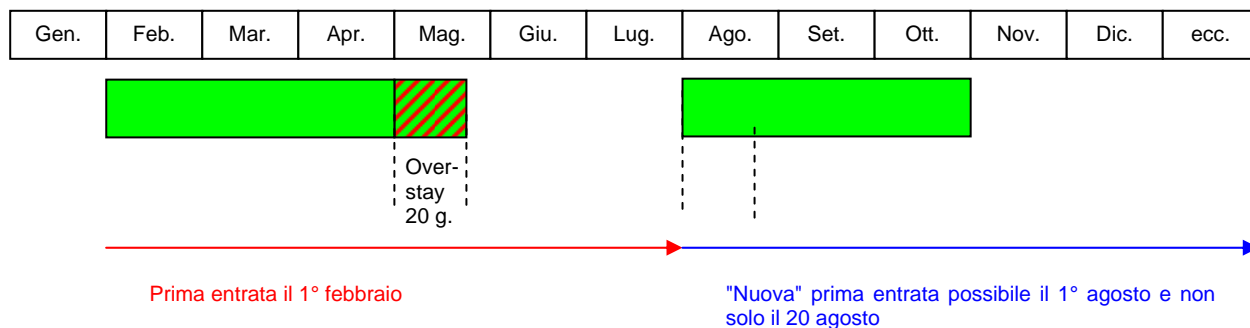 Gen. Feb. Mar. Apr. Mag. Giu. Lug. Ago. Set. Ott. Nov. Dic. ecc.
Over-
stay
20 g.
Prima entrata il 1° febbraio
"Nuova" prima entrata possibile il 1° agosto e non
solo il 20 agosto